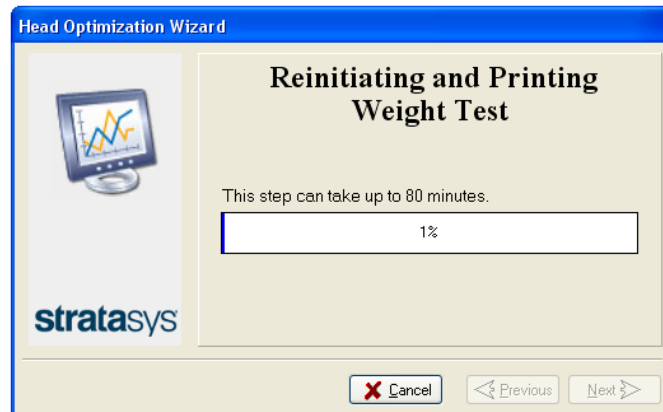 Head Optimization Wizard
Reinitiating and Printing
Weight Test
This step can take up to 80 minutes.
1%
stratasys
Cancel
Previous
Next